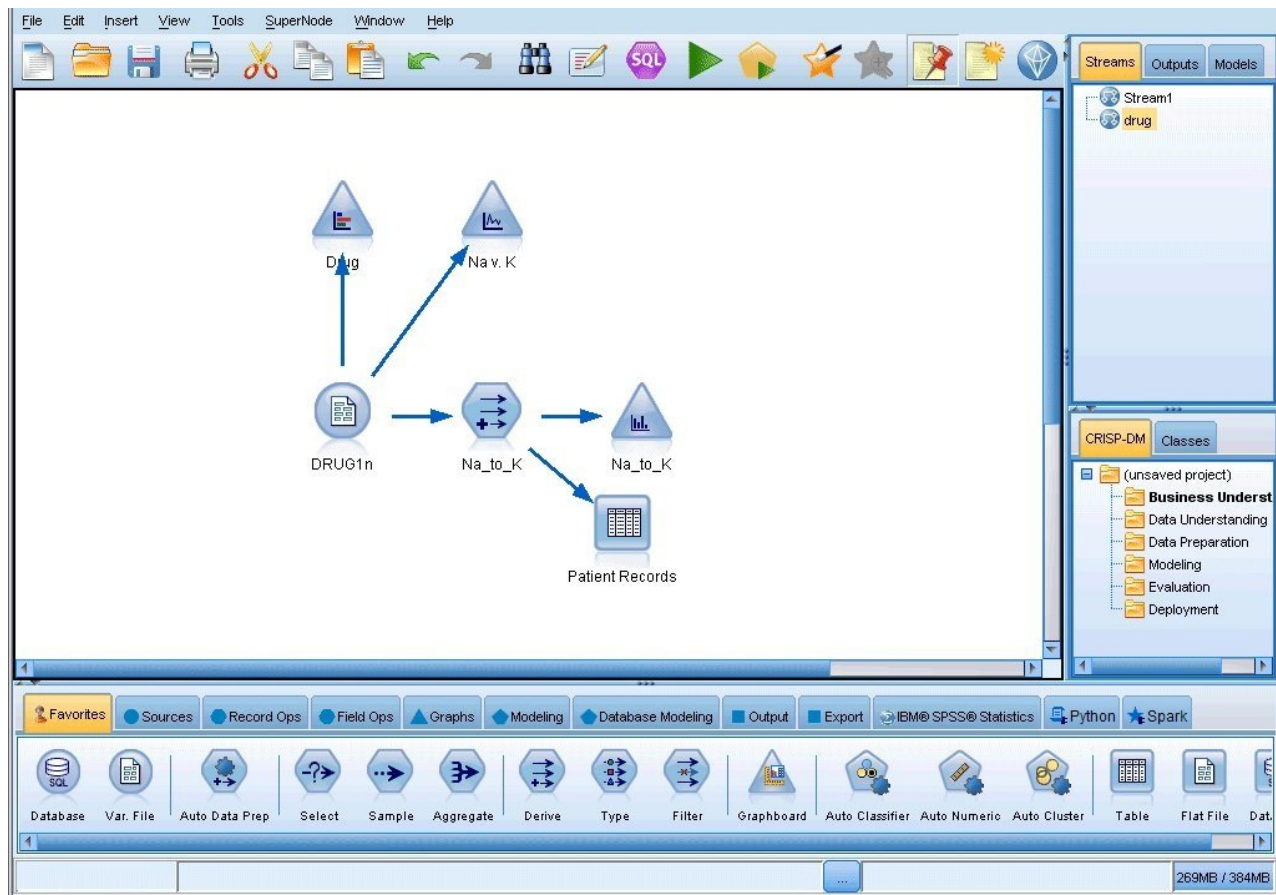 File Edit Insert View Tools SuperNode Window Help
SQL
Streams Outputs Models
Stream1
drug
Drug
Na v. K
DRUG1n
Na_to_K
Na_to_K
Patient Records
CRISP-DM Classes
(unsaved project)
Business Underst
Data Understanding
Data Preparation
Modeling
Evaluation
Deployment
Favorites Sources Record Ops Field Ops Graphs Modeling Database Modeling Output Export IBM® SPSS® Statistics Python Spark
SQL
Database Var. File Auto Data Prep Select Sample Aggregate Derive Type Filter Graphboard Auto Classifier Auto Numeric Auto Cluster Table Flat File Dat.
...
269MB / 384MB